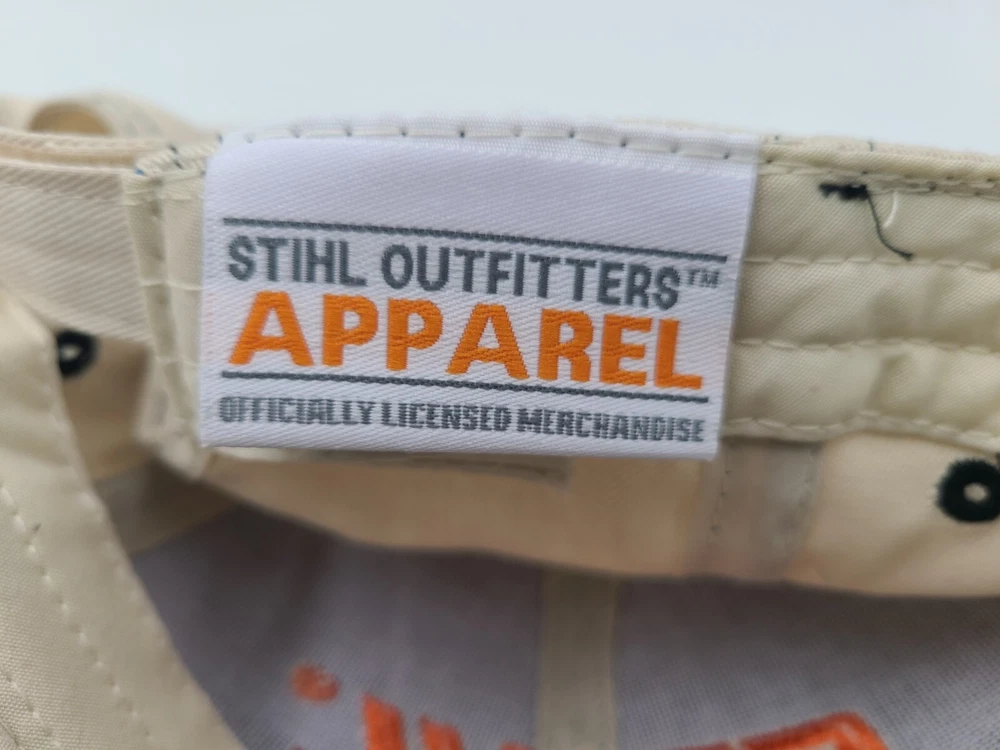 STIHL OUTFITTERS™
APPAREL
OFFICIALLY LICENSED MERCHANDISE